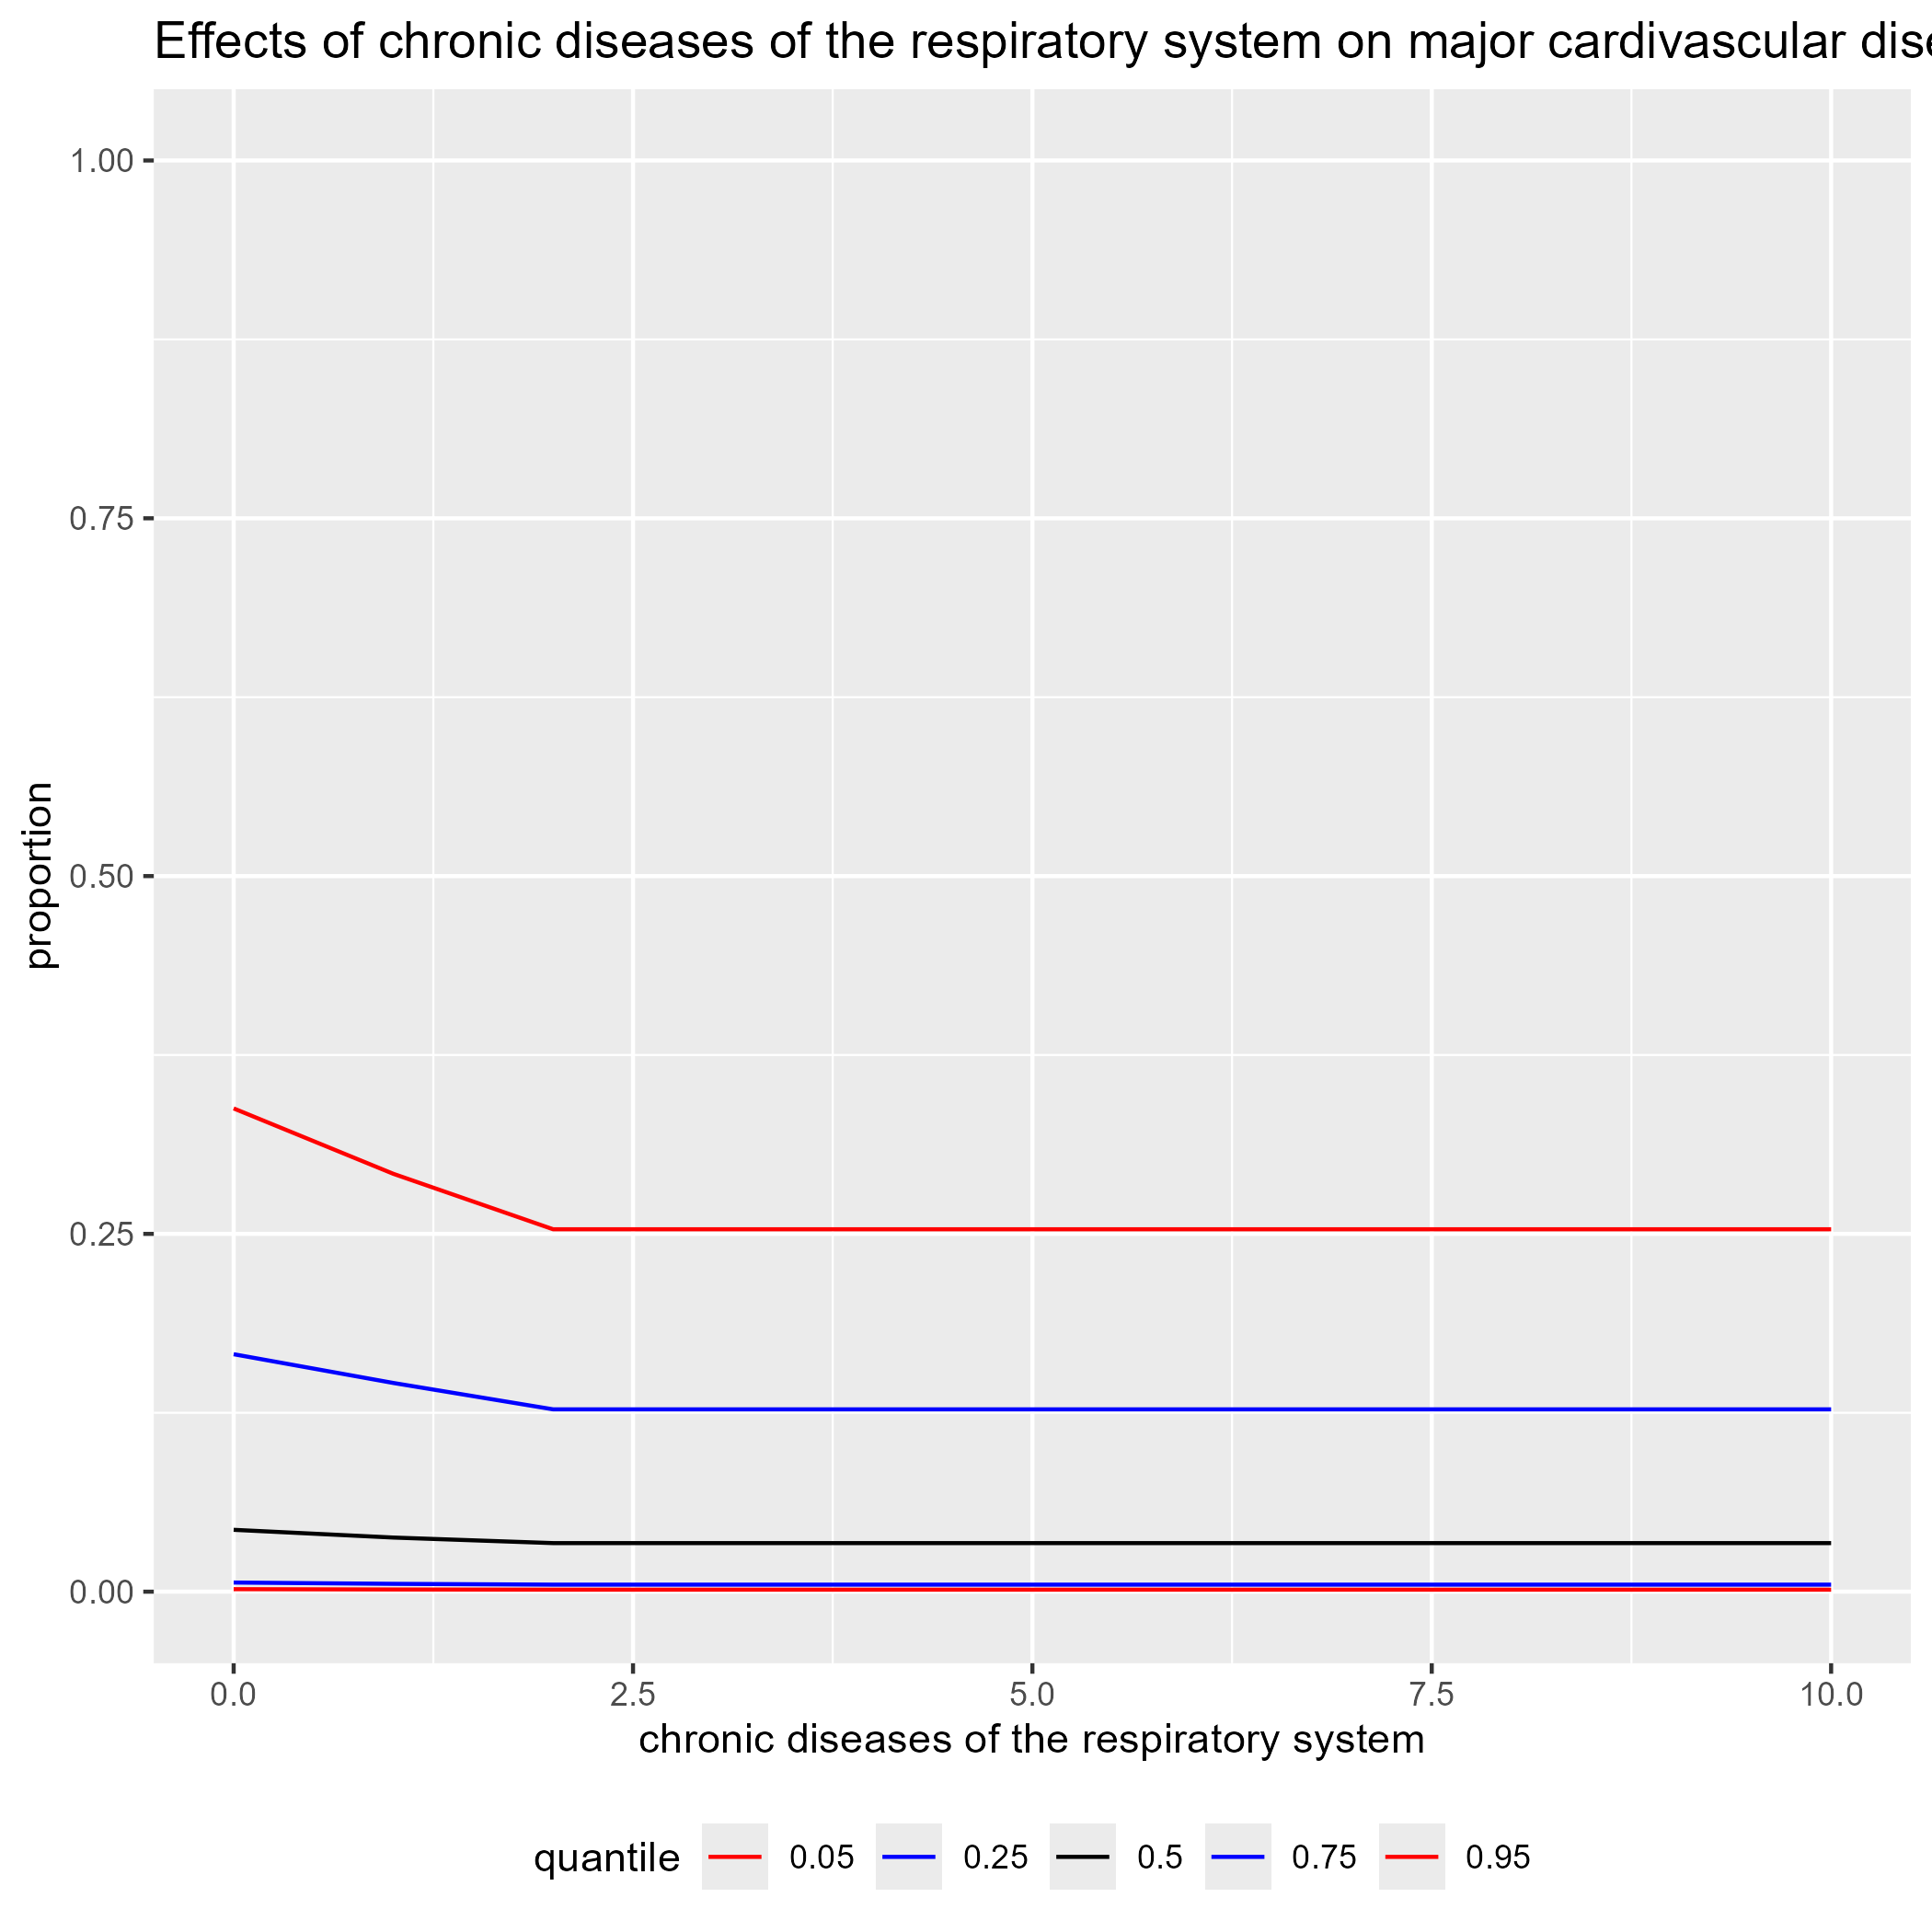 Effects of chronic diseases of the respiratory system on major cardivascular
1.00
0.75
0.50
0.25
0.00
proportion
0.0 2.5 5.0 7.5 10.0
chronic diseases of the respiratory system
quantile 0.05 0.25 0.5 0.75 0.95